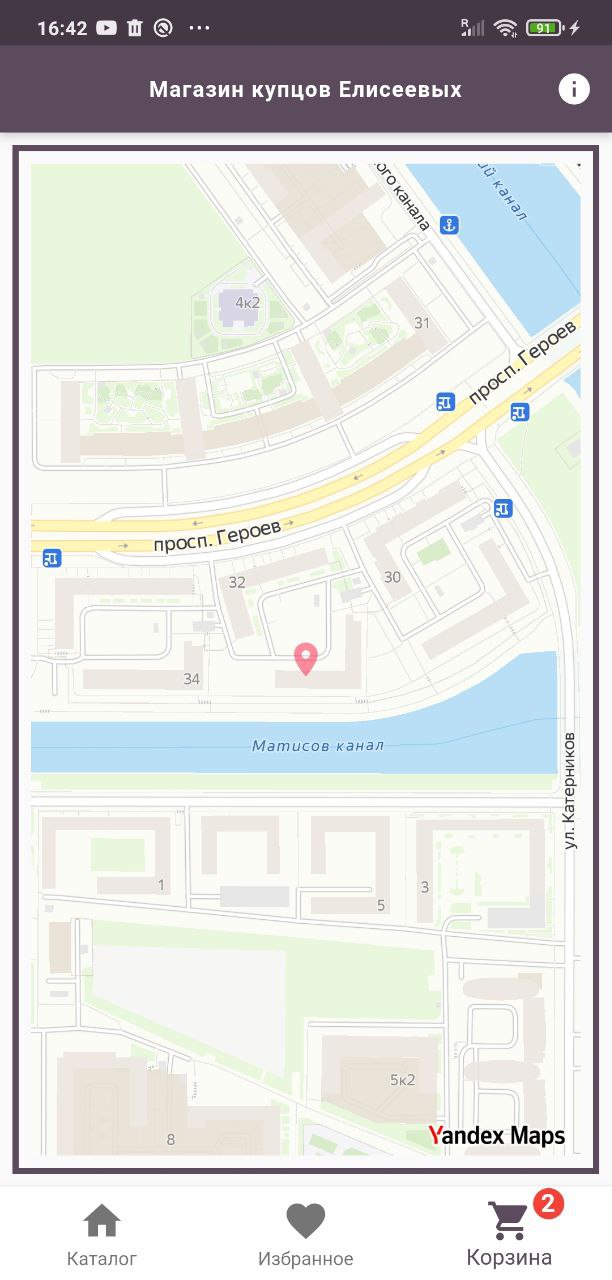 16:42
R
91
Магазин купцов Елисеевых
ого канала
ий канал
4к2
31
просп. Героев
просп. Героев
32
30
34
Матисов канал
ул. Катерников
1
5
3
5к2
8
Yandex Maps
2
Каталог
Избранное
Корзина